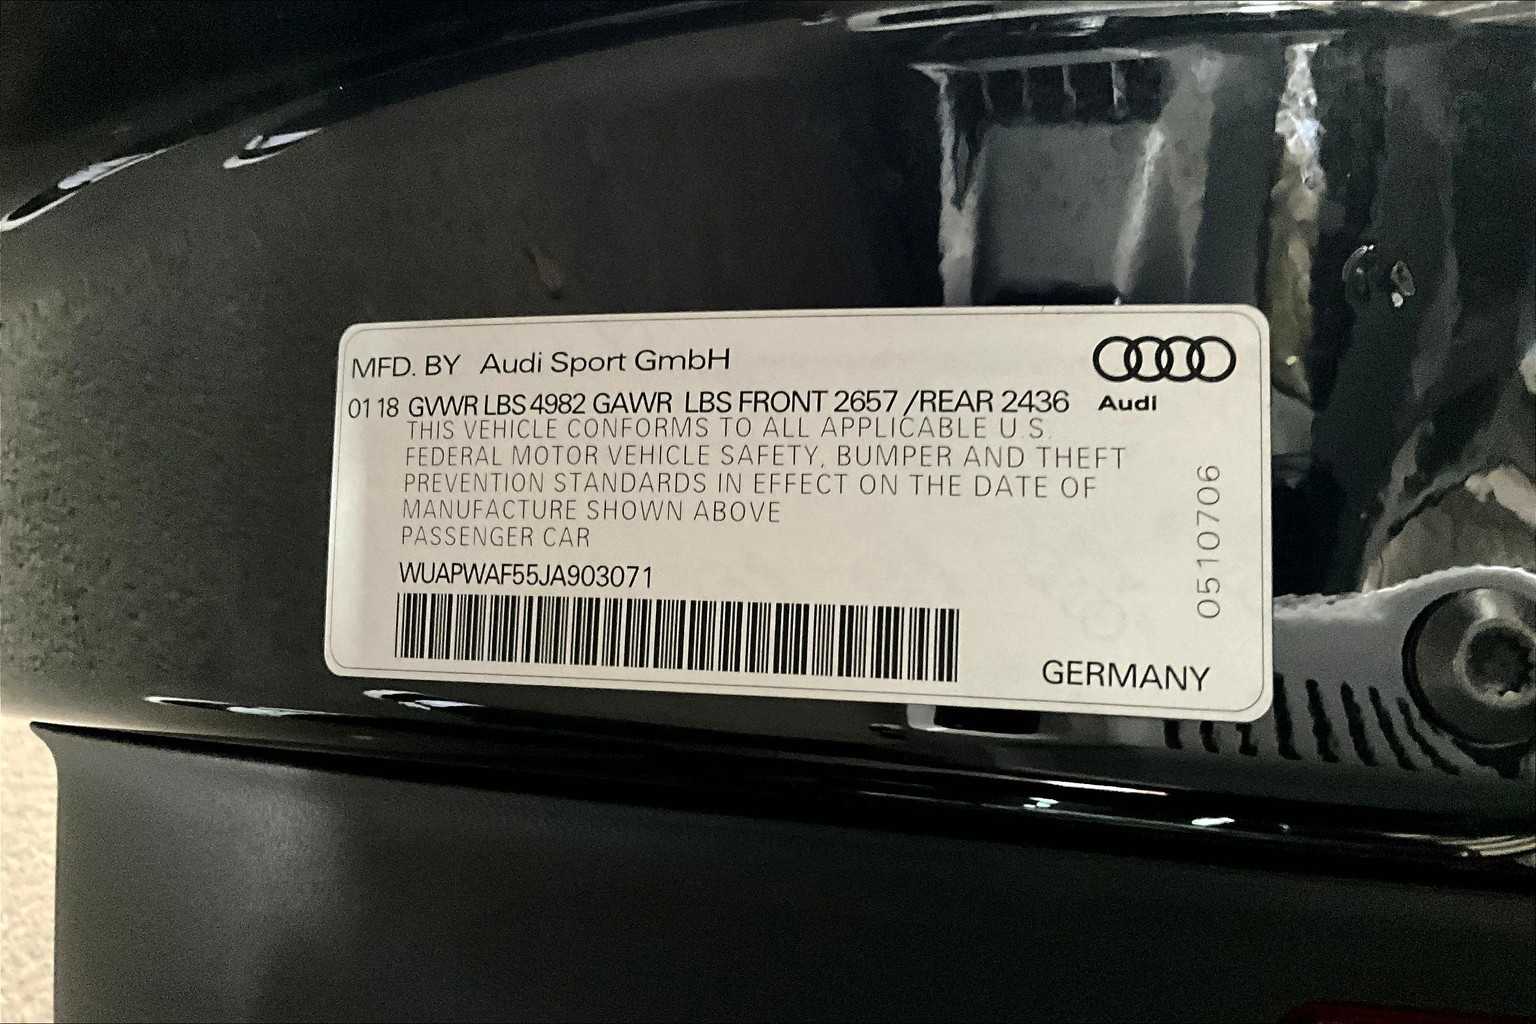 MFD. BY Audi Sport GmbH
01 18 GVWR LBS 4982 GAWR LBS FRONT 2657 /REAR 2436
Audi
THIS VEHICLE CONFORMS TO ALL APPLICABLE U.S.
FEDERAL MOTOR VEHICLE SAFETY, BUMPER AND THEFT
PREVENTION STANDARDS IN EFFECT ON THE DATE OF
MANUFACTURE SHOWN ABOVE
PASSENGER CAR
WUAPWAF55JA903071
0510706
GERMANY